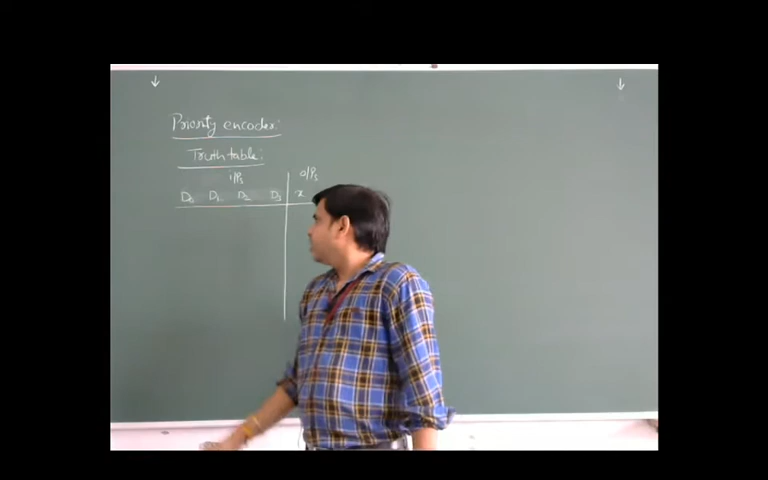 Priority encoder:
Truth table:
i/Ps o/Ps
D0 D1 D2 D3 x